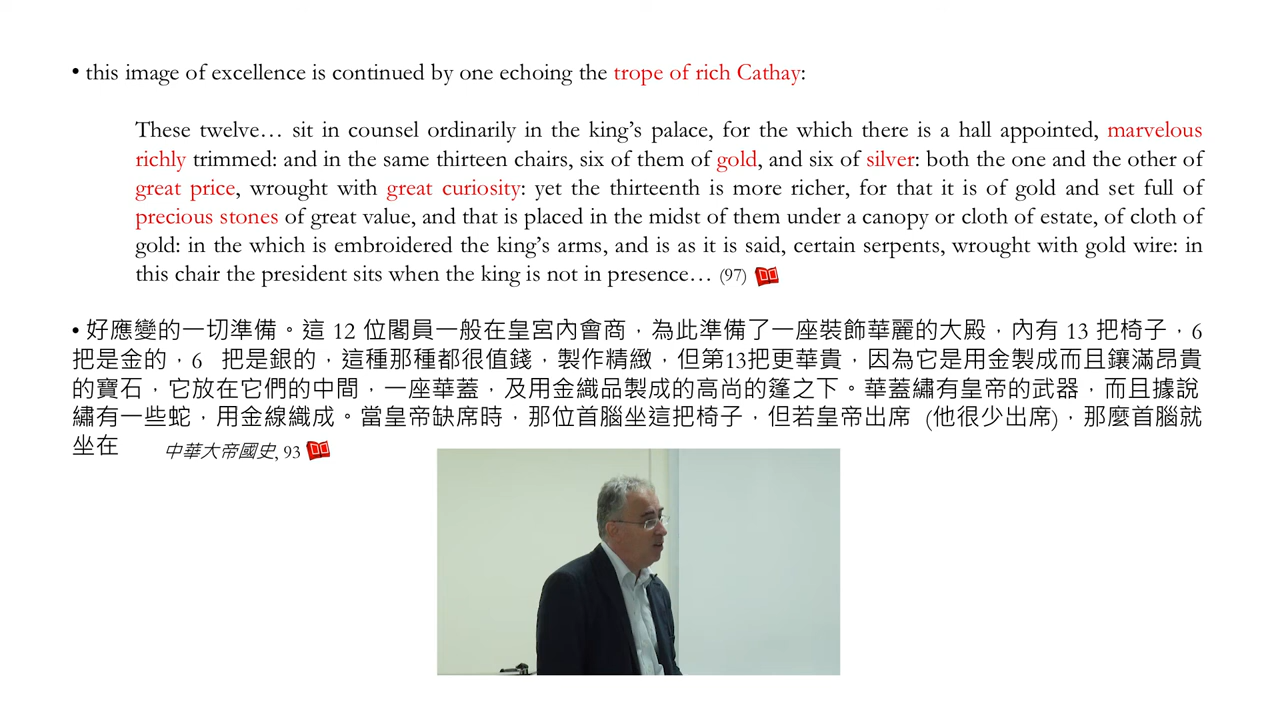 • this image of excellence is continued by one echoing the trope of rich Cathay:
These twelve… sit in counsel ordinarily in the king’s palace, for the which there is a hall appointed, marvelous
richly trimmed: and in the same thirteen chairs, six of them of gold, and six of silver: both the one and the other of
great price, wrought with great curiosity: yet the thirteenth is more richer, for that it is of gold and set full of
precious stones of great value, and that is placed in the midst of them under a canopy or cloth of estate, of cloth of
gold: in the which is embroidered the king’s arms, and is as it is said, certain serpents, wrought with gold wire: in
this chair the president sits when the king is not in presence… (97)
• 好應變的一切準備。這 12 位閣員一般在皇宮內會商，為此準備了一座裝飾華麗的大殿，內有 13 把椅子，6
把是金的，6 把是銀的，這種那種都很值錢，製作精緻，但第13把更華貴，因為它是用金製成而且鑲滿昂貴
的寶石，它放在它們的中間，一座華蓋，及用金織品製成的高尚的篷之下。華蓋繡有皇帝的武器，而且據說
繡有一些蛇，用金線織成。當皇帝缺席時，那位首腦坐這把椅子，但若皇帝出席 (他很少出席)，那麼首腦就
坐在 中華大帝國史, 93